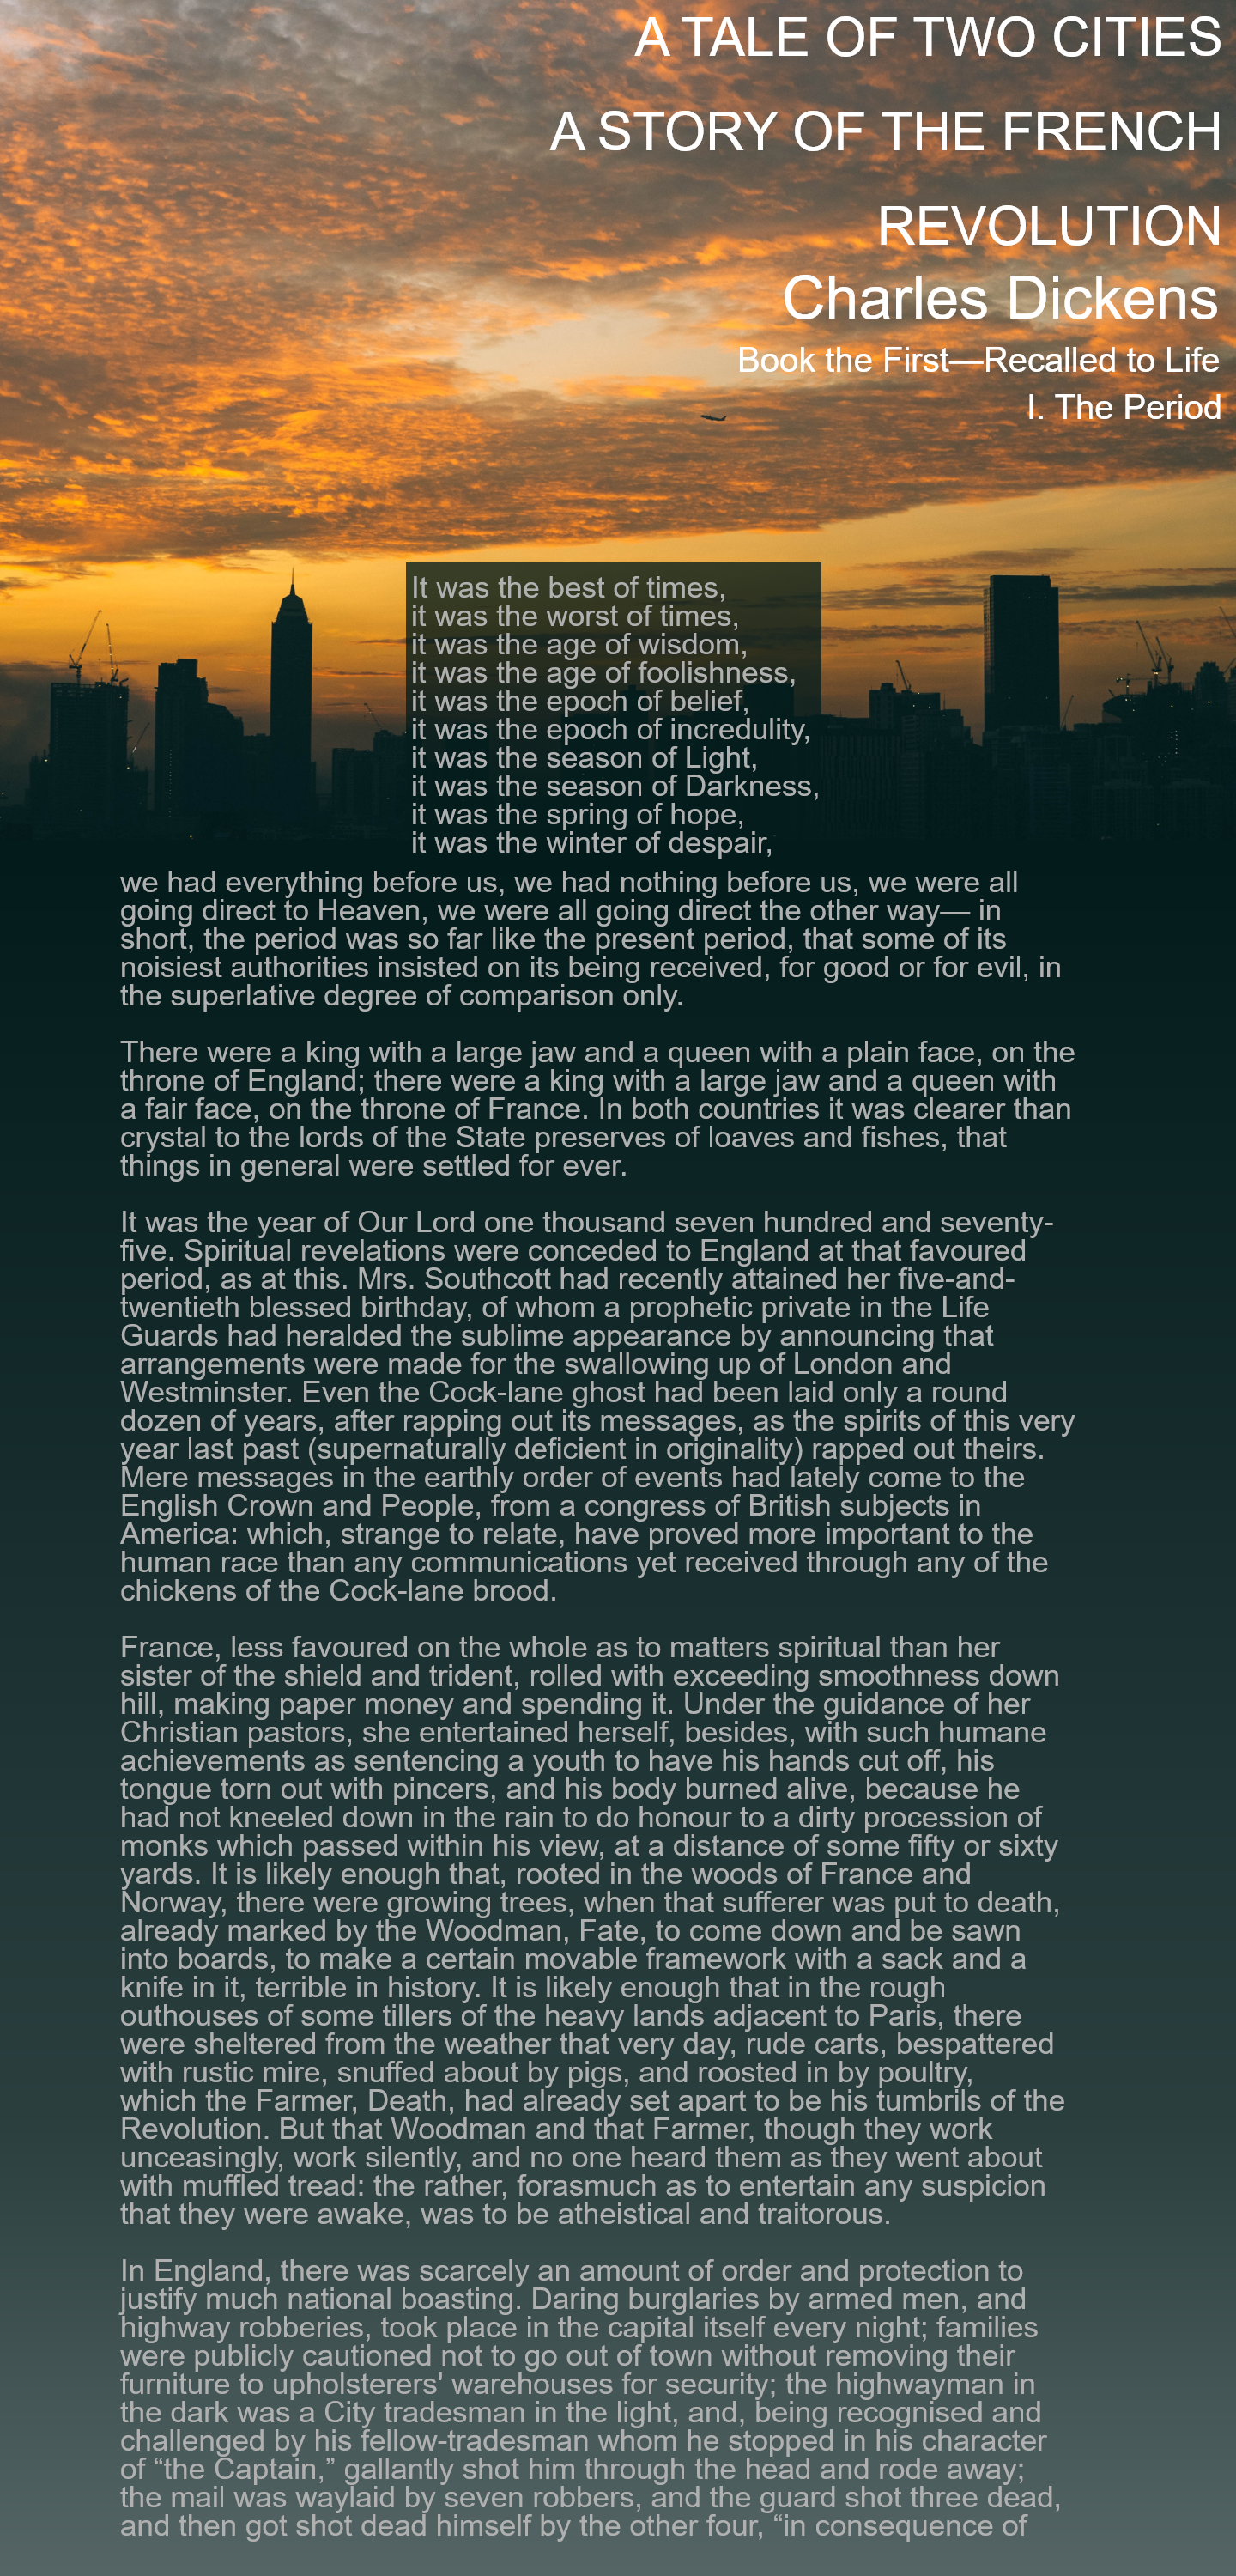 A TALE OF TWO CITIES
A STORY OF THE FRENCH
REVOLUTION
Charles Dickens
Book the First—Recalled to Life
I. The Period
It was the best of times,
it was the worst of times,
it was the age of wisdom,
it was the age of foolishness,
it was the epoch of belief,
it was the epoch of incredulity,
it was the season of Light,
it was the season of Darkness,
it was the spring of hope,
it was the winter of despair,
we had everything before us, we had nothing before us, we were all
going direct to Heaven, we were all going direct the other way— in
short, the period was so far like the present period, that some of its
noisiest authorities insisted on its being received, for good or for evil, in
the superlative degree of comparison only.
There were a king with a large jaw and a queen with a plain face, on the
throne of England; there were a king with a large jaw and a queen with
a fair face, on the throne of France. In both countries it was clearer than
crystal to the lords of the State preserves of loaves and fishes, that
things in general were settled for ever.
It was the year of Our Lord one thousand seven hundred and seventy-
five. Spiritual revelations were conceded to England at that favoured
period, as at this. Mrs. Southcott had recently attained her five-and-
twentieth blessed birthday, of whom a prophetic private in the Life
Guards had heralded the sublime appearance by announcing that
arrangements were made for the swallowing up of London and
Westminster. Even the Cock-lane ghost had been laid only a round
dozen of years, after rapping out its messages, as the spirits of this very
year last past (supernaturally deficient in originality) rapped out theirs.
Mere messages in the earthly order of events had lately come to the
English Crown and People, from a congress of British subjects in
America: which, strange to relate, have proved more important to the
human race than any communications yet received through any of the
chickens of the Cock-lane brood.
France, less favoured on the whole as to matters spiritual than her
sister of the shield and trident, rolled with exceeding smoothness down
hill, making paper money and spending it. Under the guidance of her
Christian pastors, she entertained herself, besides, with such humane
achievements as sentencing a youth to have his hands cut off, his
tongue torn out with pincers, and his body burned alive, because he
had not kneeled down in the rain to do honour to a dirty procession of
monks which passed within his view, at a distance of some fifty or sixty
yards. It is likely enough that, rooted in the woods of France and
Norway, there were growing trees, when that sufferer was put to death,
already marked by the Woodman, Fate, to come down and be sawn
into boards, to make a certain movable framework with a sack and a
knife in it, terrible in history. It is likely enough that in the rough
outhouses of some tillers of the heavy lands adjacent to Paris, there
were sheltered from the weather that very day, rude carts, bespattered
with rustic mire, snuffed about by pigs, and roosted in by poultry,
which the Farmer, Death, had already set apart to be his tumbrils of the
Revolution. But that Woodman and that Farmer, though they work
unceasingly, work silently, and no one heard them as they went about
with muffled tread: the rather, forasmuch as to entertain any suspicion
that they were awake, was to be atheistical and traitorous.
In England, there was scarcely an amount of order and protection to
justify much national boasting. Daring burglaries by armed men, and
highway robberies, took place in the capital itself every night; families
were publicly cautioned not to go out of town without removing their
furniture to upholsterers' warehouses for security; the highwayman in
the dark was a City tradesman in the light, and, being recognised and
challenged by his fellow-tradesman whom he stopped in his character
of “the Captain,” gallantly shot him through the head and rode away;
the mail was waylaid by seven robbers, and the guard shot three dead,
and then got shot dead himself by the other four, “in consequence of